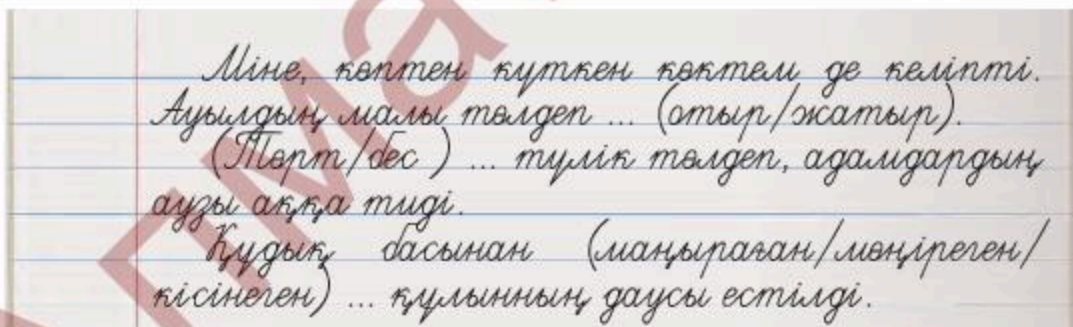 Міне, көптен күткен көктем де келіпті.
Ауылдың малы төлдеп ... (отыр/жатыр).
(Төрт/бес ) ... түлік төлдеп, адамдардың
аузы аққа тиді.
Құдық басынан (маңыраған/мөңіреген/
кісінеген) ... құлынның даусы естілді.